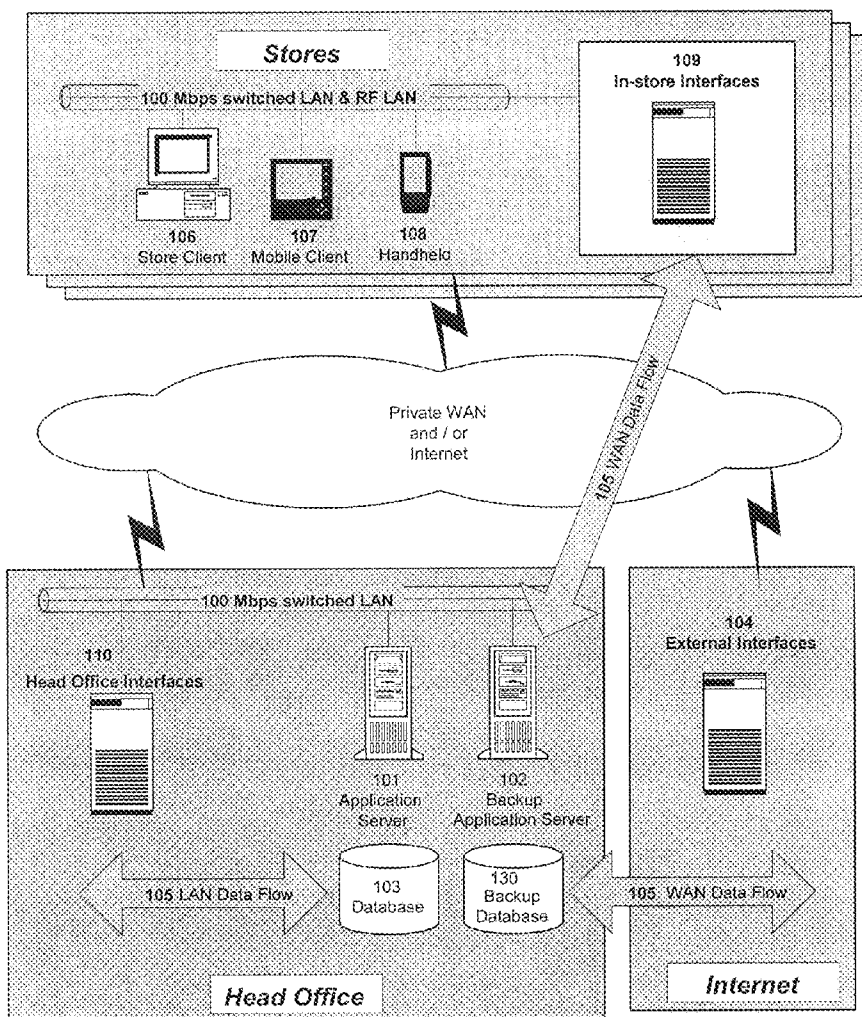 Stores
109
In-store Interfaces
100 Mbps switched LAN & RF LAN
106
Store Client
107
Mobile Client
108
Handheld
Private WAN
and / or
Internet
105 WAN Data Flow
100 Mbps switched LAN
110
Head Office Interfaces
104
External Interfaces
101
Application
Server
102
Backup
Application Server
105 LAN Data Flow
103
Database
130
Backup
Database
105 WAN Data Flow
Head Office
Internet